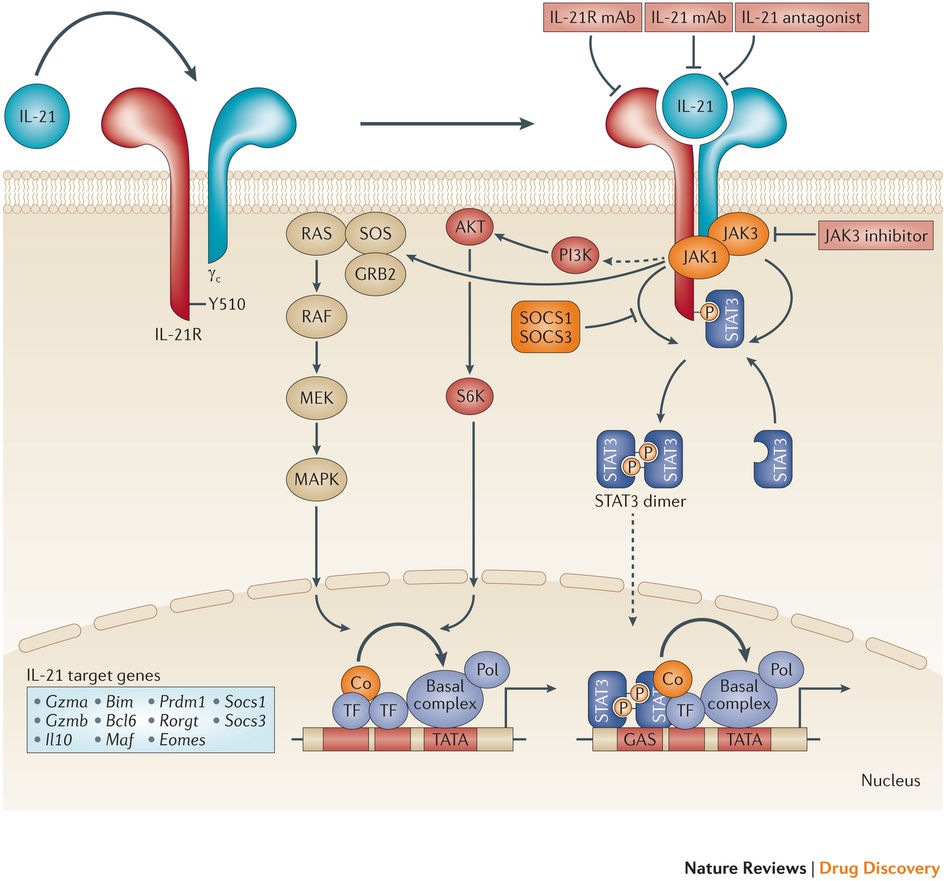 IL-21R mAb
IL-21 mAb
IL-21 antagonist
IL-21
IL-21
γc
Y510
IL-21R
RAS
SOS
GRB2
AKT
PI3K
JAK3
JAK1
JAK3 inhibitor
RAF
SOCS1
SOCS3
P
STAT3
MEK
S6K
MAPK
STAT3
P
P
STAT3
STAT3
STAT3 dimer
IL-21 target genes
• Gzma • Bim • Prdm1 • Socs1
• Gzmb • Bcl6 • Rorgt • Socs3
• Il10 • Maf • Eomes
Co
TF
TF
Basal
complex
Pol
TATA
STAT3
P
P
STAT3
Co
TF
Basal
complex
Pol
GAS
TATA
Nucleus
Nature Reviews | Drug Discovery